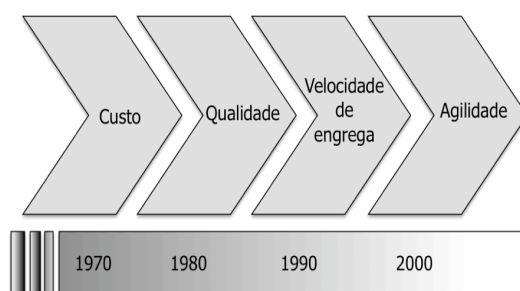 Custo
Qualidade
Velocidade
de
engrega
Agilidade
1970 1980 1990 2000